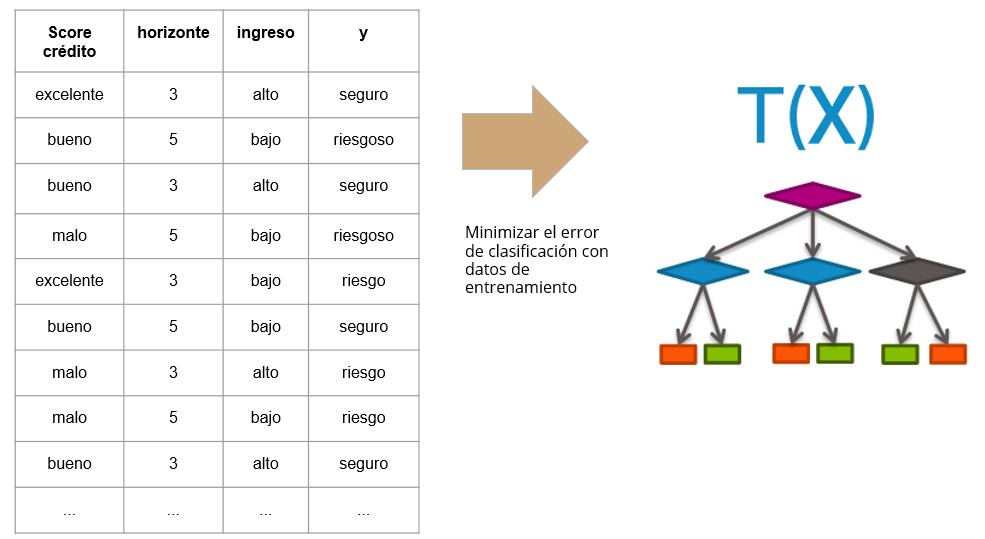 Score crédito horizonte ingreso y
excelente 3 alto seguro
bueno 5 bajo riesgoso
bueno 3 alto seguro
malo 5 bajo riesgoso
excelente 3 bajo riesgo
bueno 5 bajo seguro
malo 3 alto riesgo
malo 5 bajo riesgo
bueno 3 alto seguro
... ... ... ...
Minimizar el error
de clasificación con
datos de
entrenamiento
T(X)